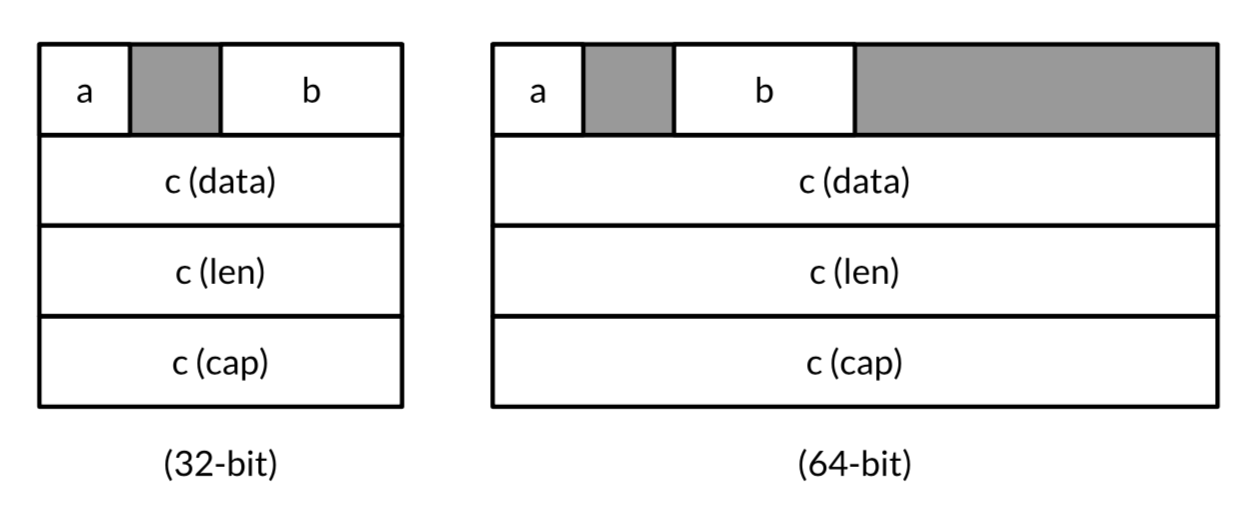 a b
c (data)
c (len)
c (cap)
(32-bit)
a b
c (data)
c (len)
c (cap)
(64-bit)